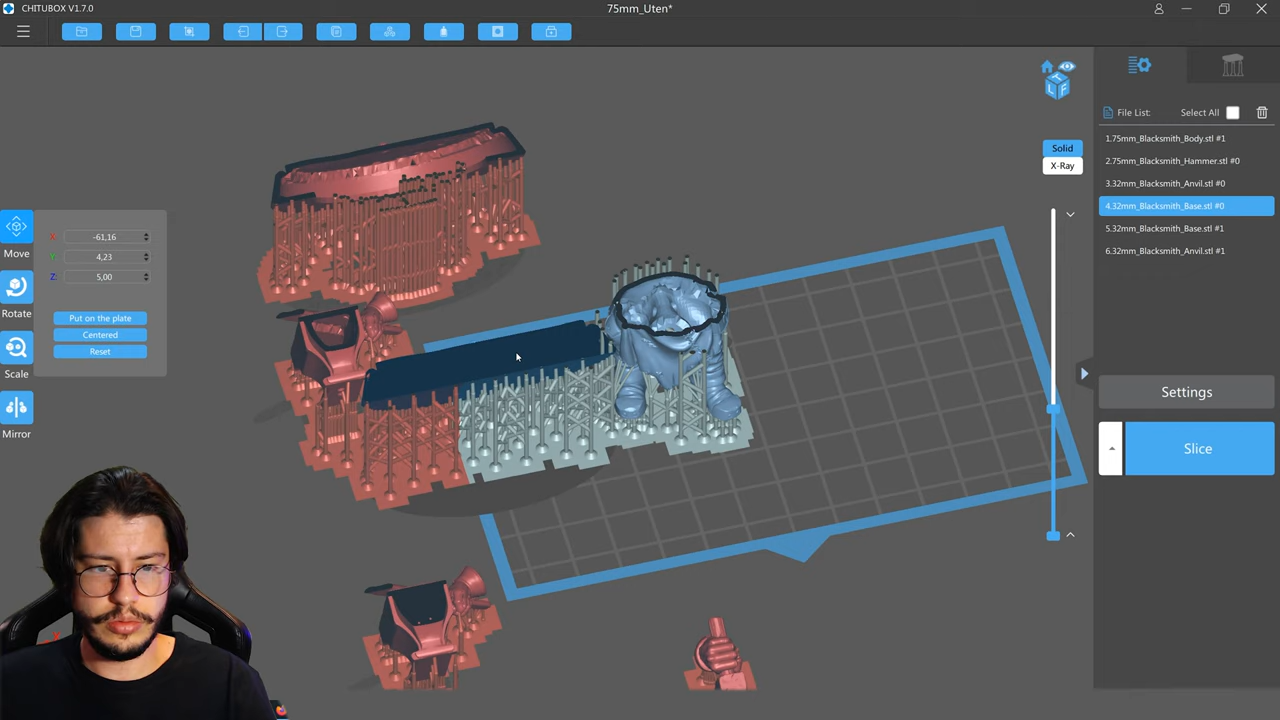 CHITUBOX V1.7.0
75mm_Uten*
File List:
Select All
1.75mm_Blacksmith_Body.stl #1
2.75mm_Blacksmith_Hammer.stl #0
3.32mm_Blacksmith_Anvil.stl #0
4.32mm_Blacksmith_Base.stl #0
5.32mm_Blacksmith_Base.stl #1
6.32mm_Blacksmith_Anvil.stl #1
Solid
X-Ray
T
L F
Move
X: -61,16
Y: 4,23
Z: 5,00
Put on the plate
Centered
Reset
Rotate
Scale
Mirror
Settings
Slice